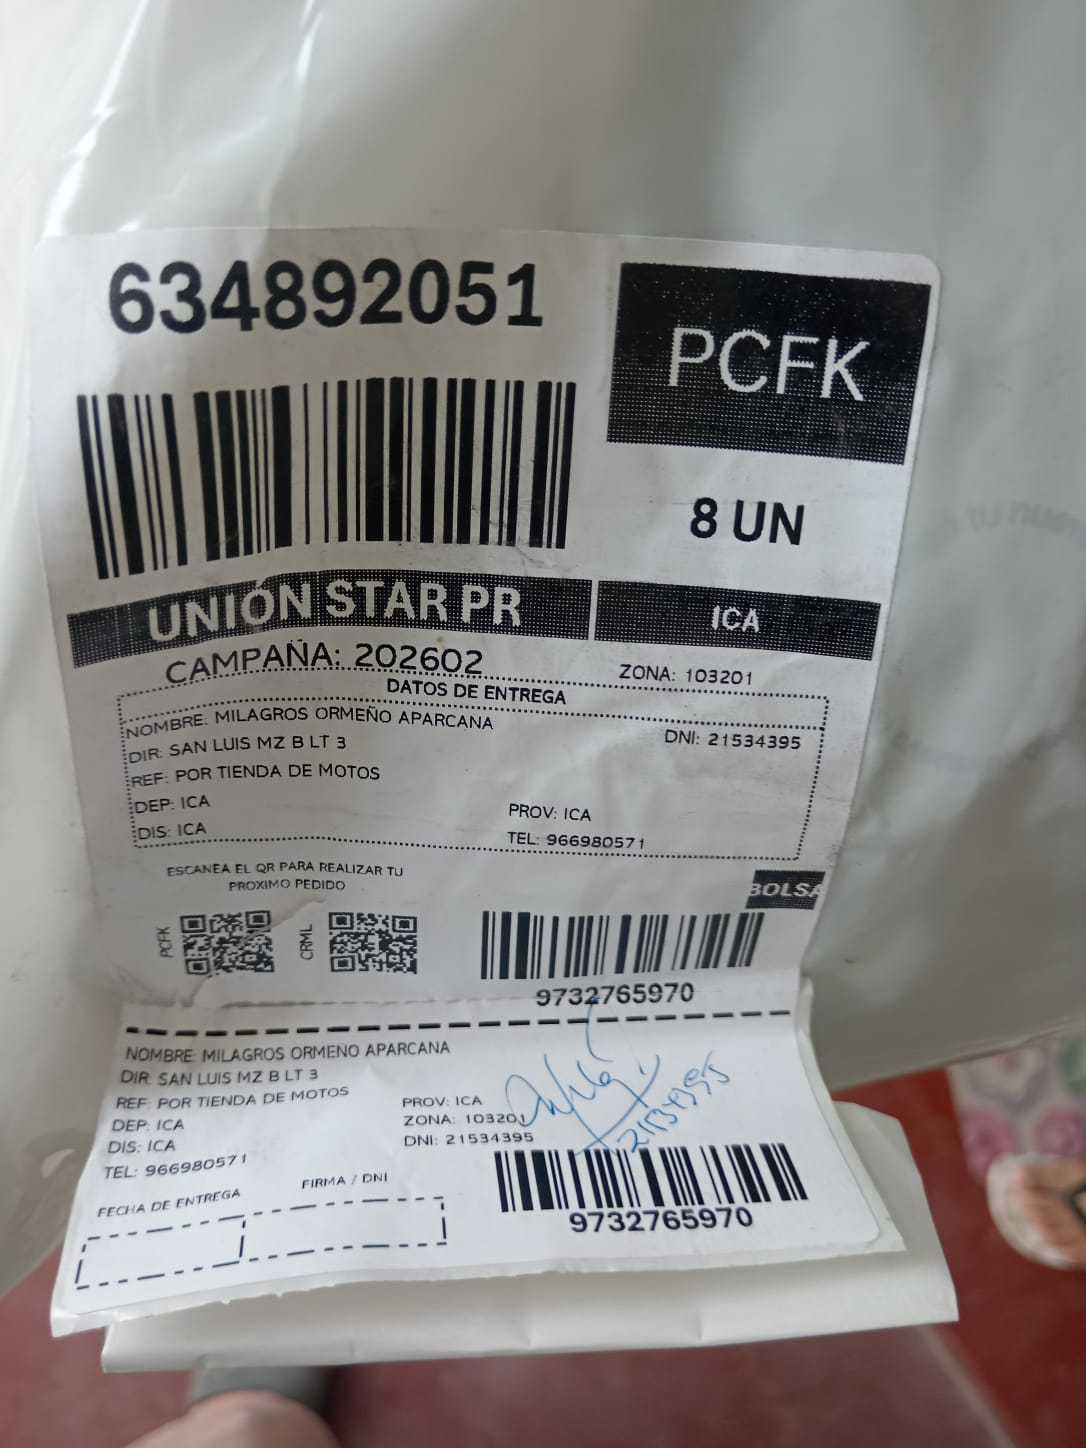 634892051
PCFK
8 UN
UNIÓN STAR PR
ICA
CAMPAÑA: 202602
ZONA: 103201
DATOS DE ENTREGA
NOMBRE: MILAGROS ORMEÑO APARCANA
DNI: 21534395
DIR: SAN LUIS MZ B LT 3
REF: POR TIENDA DE MOTOS
DEP: ICA
PROV: ICA
DIS: ICA
TEL: 966980571
ESCANEA EL QR PARA REALIZAR TU
PROXIMO PEDIDO
BOLSA
PCFK
CRML
9732765970
NOMBRE: MILAGROS ORMEÑO APARCANA
DIR: SAN LUIS MZ B LT 3
REF: POR TIENDA DE MOTOS
PROV: ICA
DEP: ICA
ZONA: 103201
DIS: ICA
DNI: 21534395
TEL: 966980571
21534395
FECHA DE ENTREGA
FIRMA / DNI
9732765970